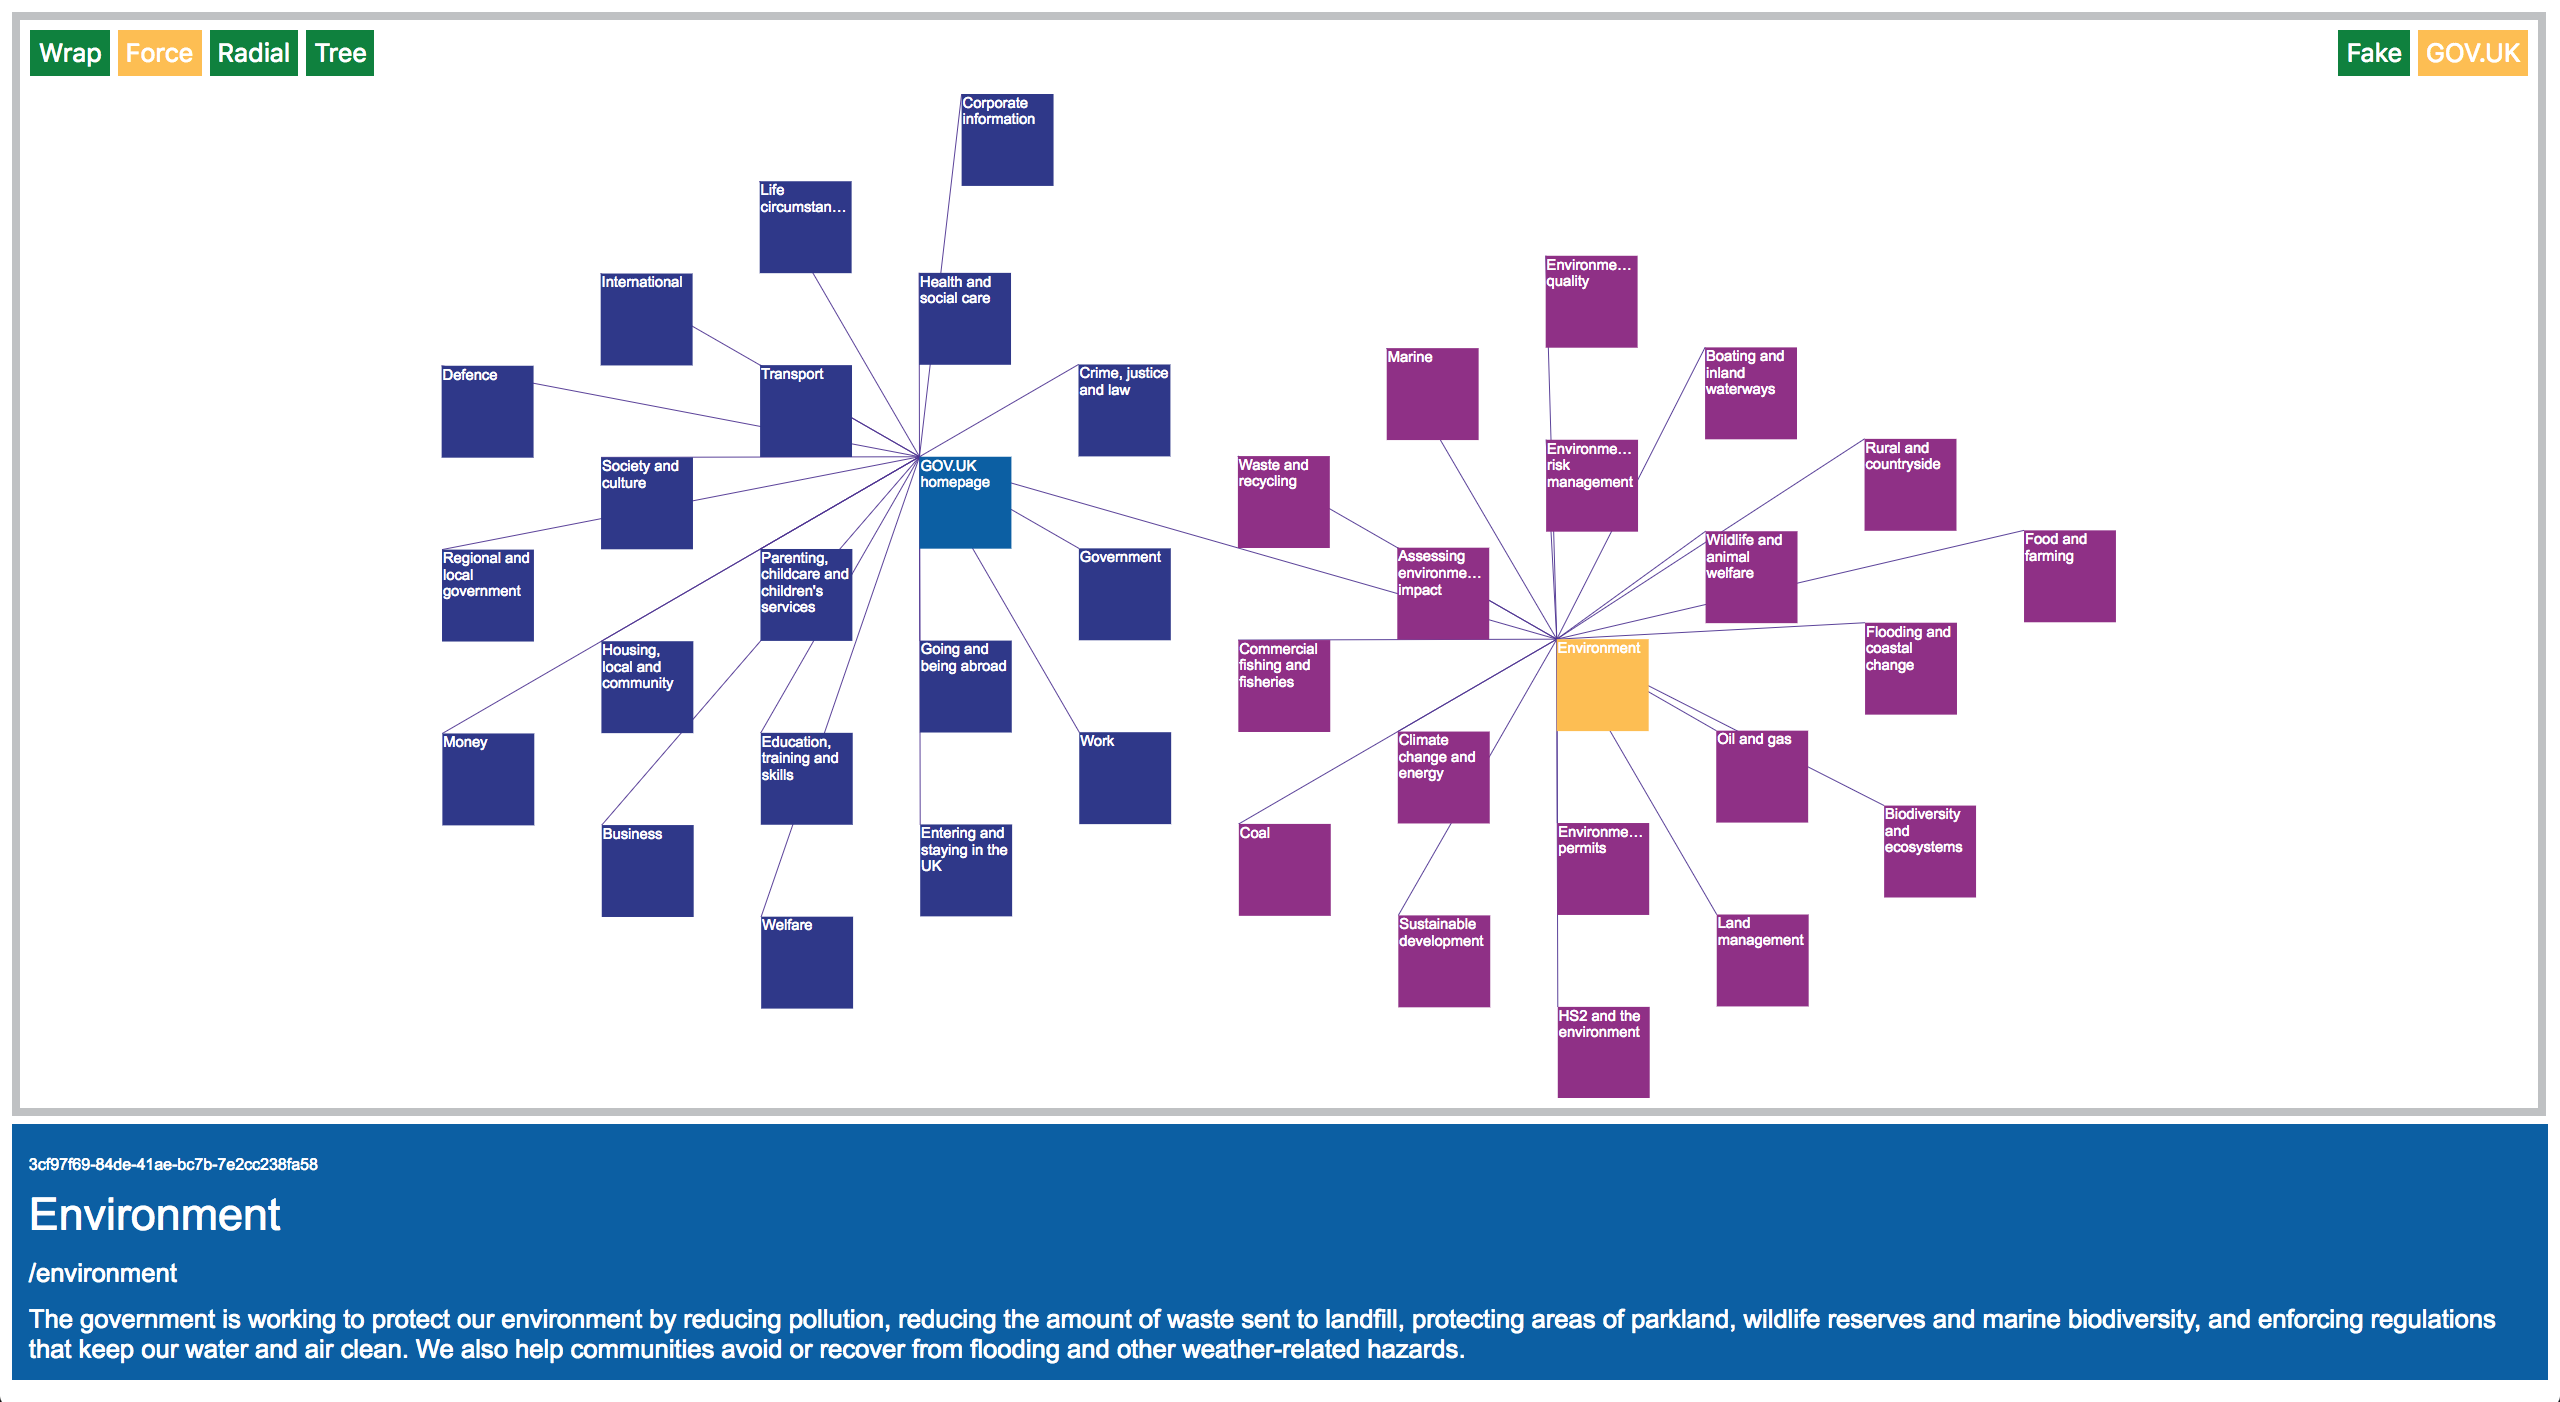 Wrap Force Radial Tree
Fake GOV.UK
Corporate
information
Life
circumstan…
International
Health and
social care
Defence
Transport
Crime, justice
and law
Society and
culture
GOV.UK
homepage
Regional and
local
government
Parenting,
childcare and
children's
services
Government
Housing,
local and
community
Going and
being abroad
Money
Education,
training and
skills
Work
Business
Entering and
staying in the
UK
Welfare
Environme…
quality
Marine
Boating and
inland
waterways
Waste and
recycling
Environme…
risk
management
Rural and
countryside
Assessing
environme…
impact
Wildlife and
animal
welfare
Food and
farming
Commercial
fishing and
fisheries
Environment
Flooding and
coastal
change
Climate
change and
energy
Oil and gas
Coal
Environme…
permits
Biodiversity
and
ecosystems
Sustainable
development
Land
management
HS2 and the
environment
3cf97f69-84de-41ae-bc7b-7e2cc238fa58
Environment
/environment
The government is working to protect our environment by reducing pollution, reducing the amount of waste sent to landfill, protecting areas of parkland, wildlife reserves and marine biodiversity, and enforcing regulations
that keep our water and air clean. We also help communities avoid or recover from flooding and other weather-related hazards.